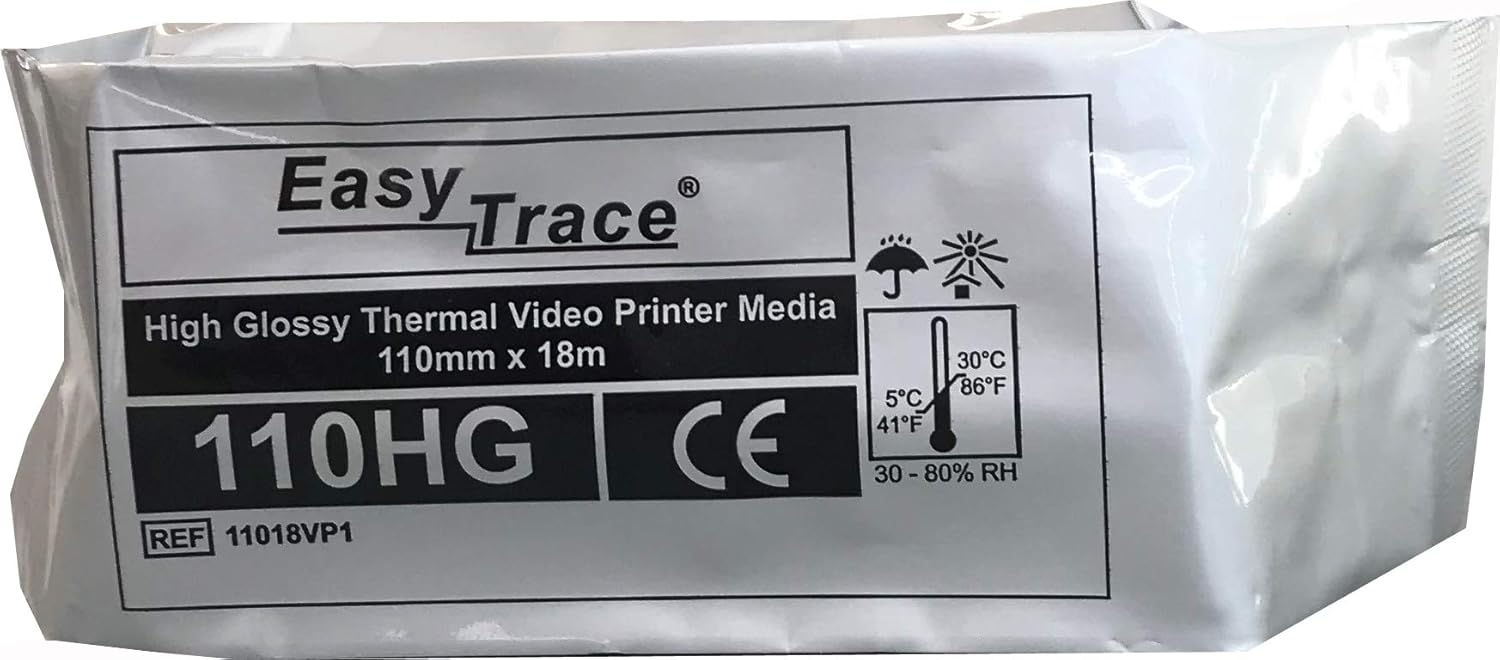 Easy Trace®
High Glossy Thermal Video Printer Media
110mm x 18m
110HG
CE
REF 11018VP1
30°C
86°F
5°C
41°F
30 - 80% RH